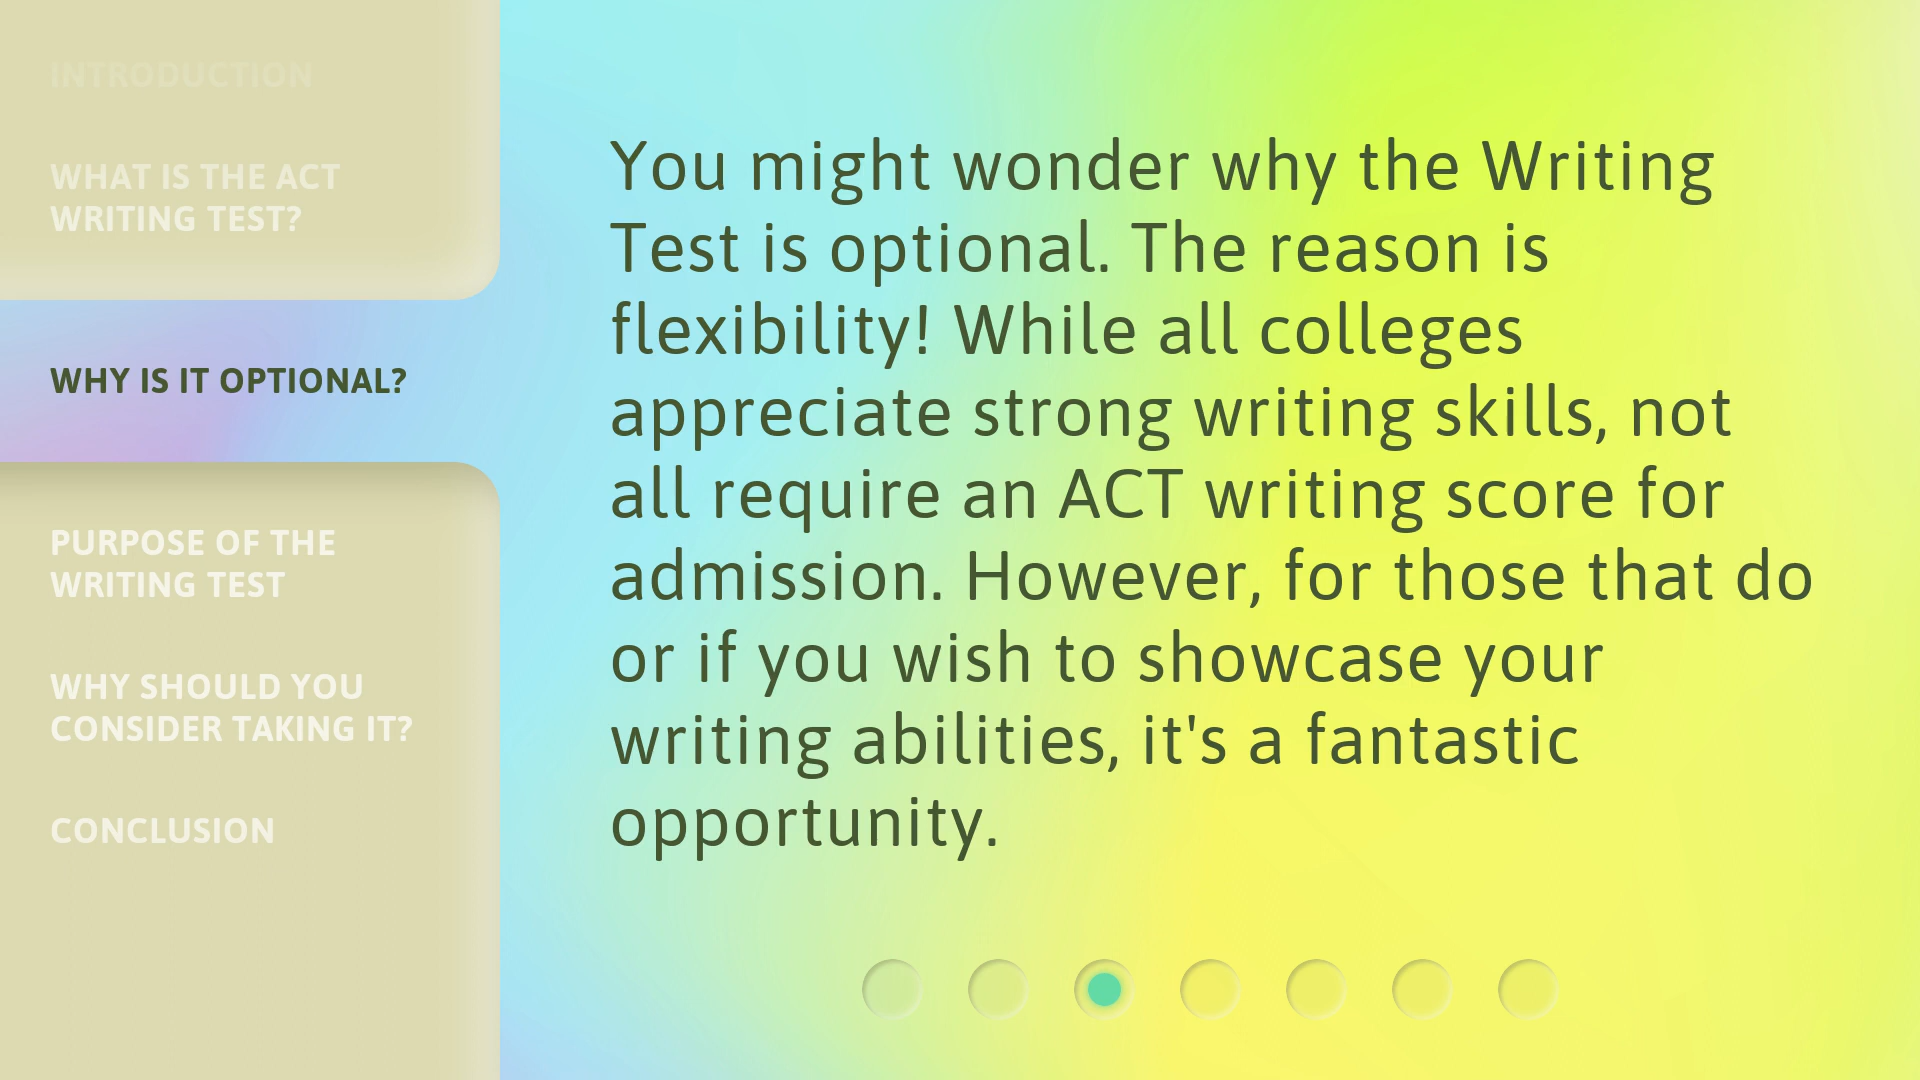 INTRODUCTION
WHAT IS THE ACT
WRITING TEST?
WHY IS IT OPTIONAL?
PURPOSE OF THE
WRITING TEST
WHY SHOULD YOU
CONSIDER TAKING IT?
CONCLUSION
You might wonder why the Writing
Test is optional. The reason is
flexibility! While all colleges
appreciate strong writing skills, not
all require an ACT writing score for
admission. However, for those that do
or if you wish to showcase your
writing abilities, it's a fantastic
opportunity.